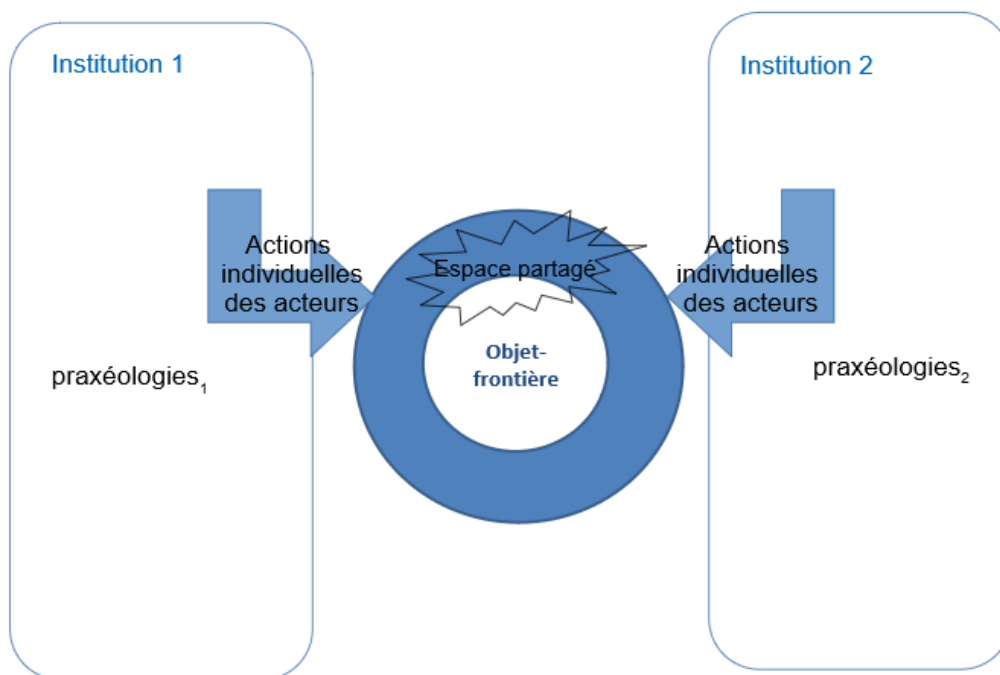 Institution 1
Institution 2
Actions
individuelles
des acteurs
Espace partagé
Actions
individuelles
des acteurs
Objet-
frontière
praxéologies₁
praxéologies₂